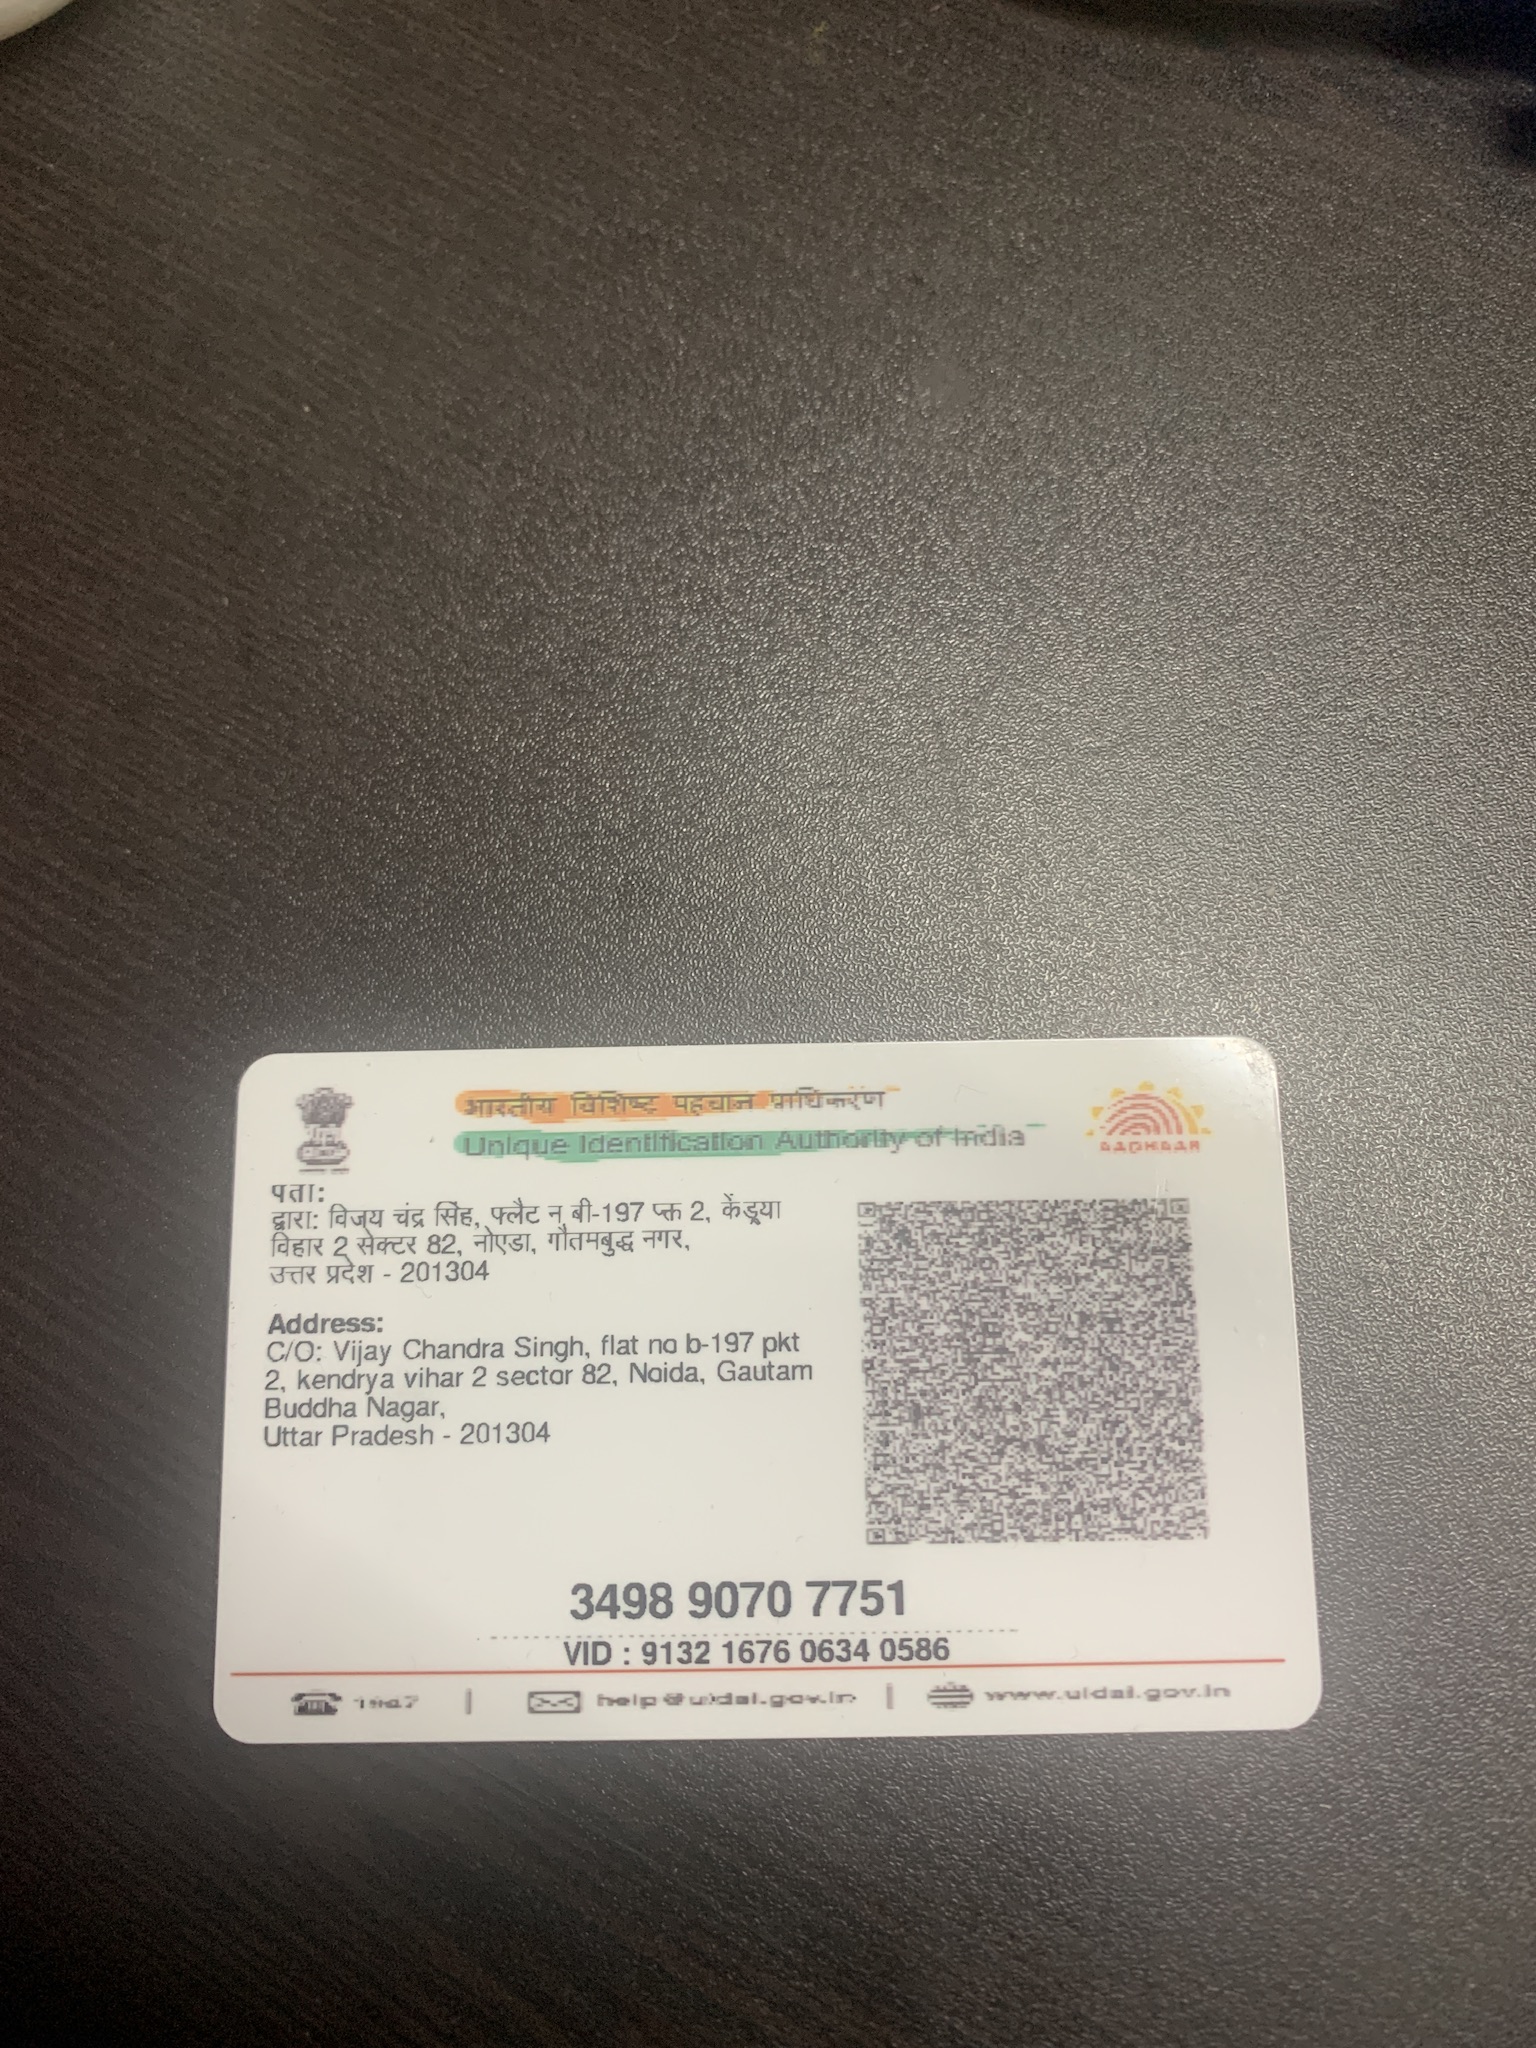 भारतीय विशिष्ट पहचान प्राधिकरण
Unique Identification Authority of India
AADHAAR
पता:
द्वारा: विजय चंद्र सिंह, फ्लैट न बी-197 प्क्त 2, केंड्र्या
विहार 2 सेक्टर 82, नोएडा, गौतमबुद्ध नगर,
उत्तर प्रदेश - 201304
Address:
C/O: Vijay Chandra Singh, flat no b-197 pkt
2, kendrya vihar 2 sector 82, Noida, Gautam
Buddha Nagar,
Uttar Pradesh - 201304
3498 9070 7751
VID : 9132 1676 0634 0586
1947 | help@uidai.gov.in | www.uidai.gov.in